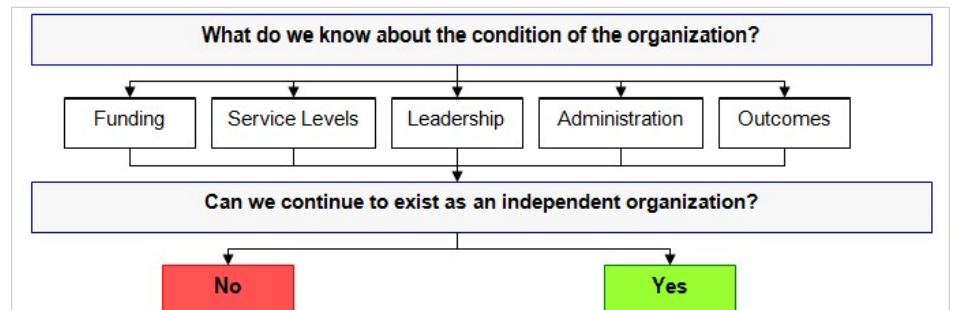 What do we know about the condition of the organization?
Funding
Service Levels
Leadership
Administration
Outcomes
Can we continue to exist as an independent organization?
No
Yes